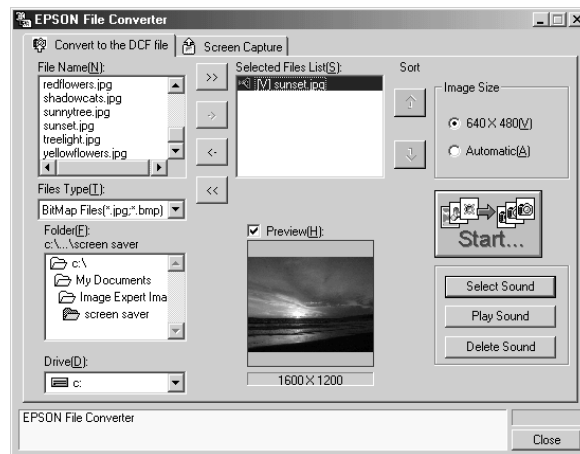 EPSON File Converter
Convert to the DCF file
Screen Capture
File Name(N):
redflowers.jpg
shadowcats.jpg
sunnytree.jpg
sunset.jpg
treelight.jpg
yellowflowers.jpg
Files Type(T):
BitMap Files(*.jpg;*.bmp)
Folder(F):
c:\...\screen saver
c:\
My Documents
Image Expert Ima
screen saver
Drive(D):
c:
>>
->
<-
<<
Selected Files List(S):
[V] sunset.jpg
Sort
Preview(H):
1600 X 1200
Image Size
640 X 480(V)
Automatic(A)
Start...
Select Sound
Play Sound
Delete Sound
EPSON File Converter
Close